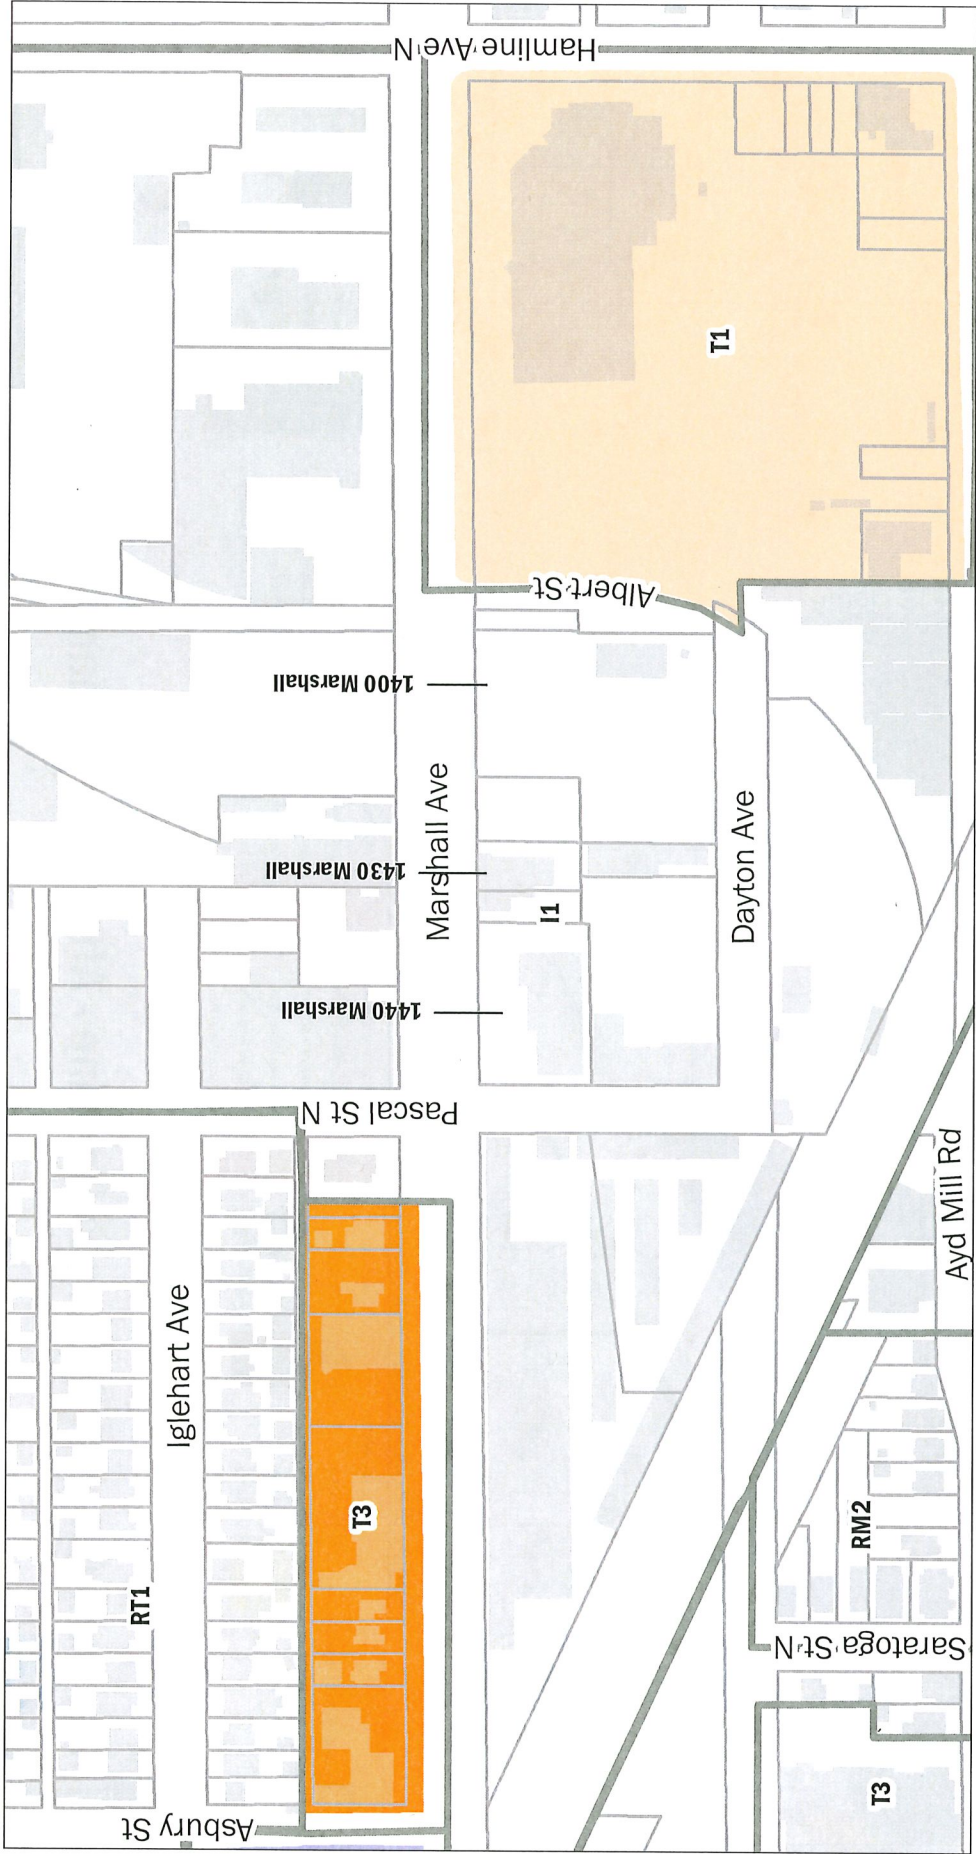 Hamline Ave N
T1
Albert St
1400 Marshall
Marshall Ave
1430 Marshall
I1
Dayton Ave
1440 Marshall
Pascal St N
Iglehart Ave
Ayd Mill Rd
T3
RT1
RM2
Saratoga St N
Asbury St
T3